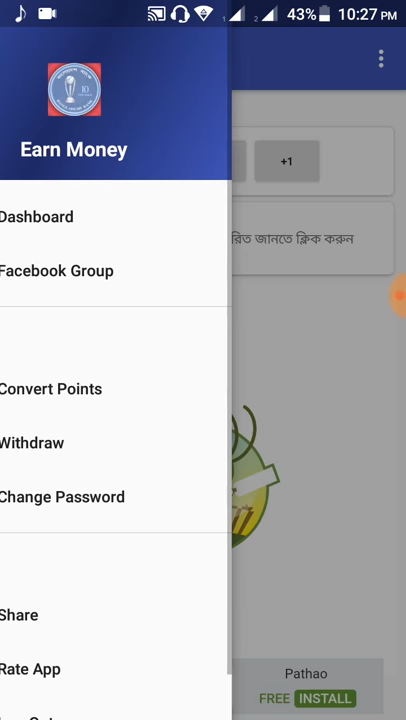 43% 10:27 PM
Earn Money
Dashboard
Facebook Group
Convert Points
Withdraw
Change Password
Share
Rate App
+1
জানতে ক্লিক করুন
Pathao
FREE INSTALL